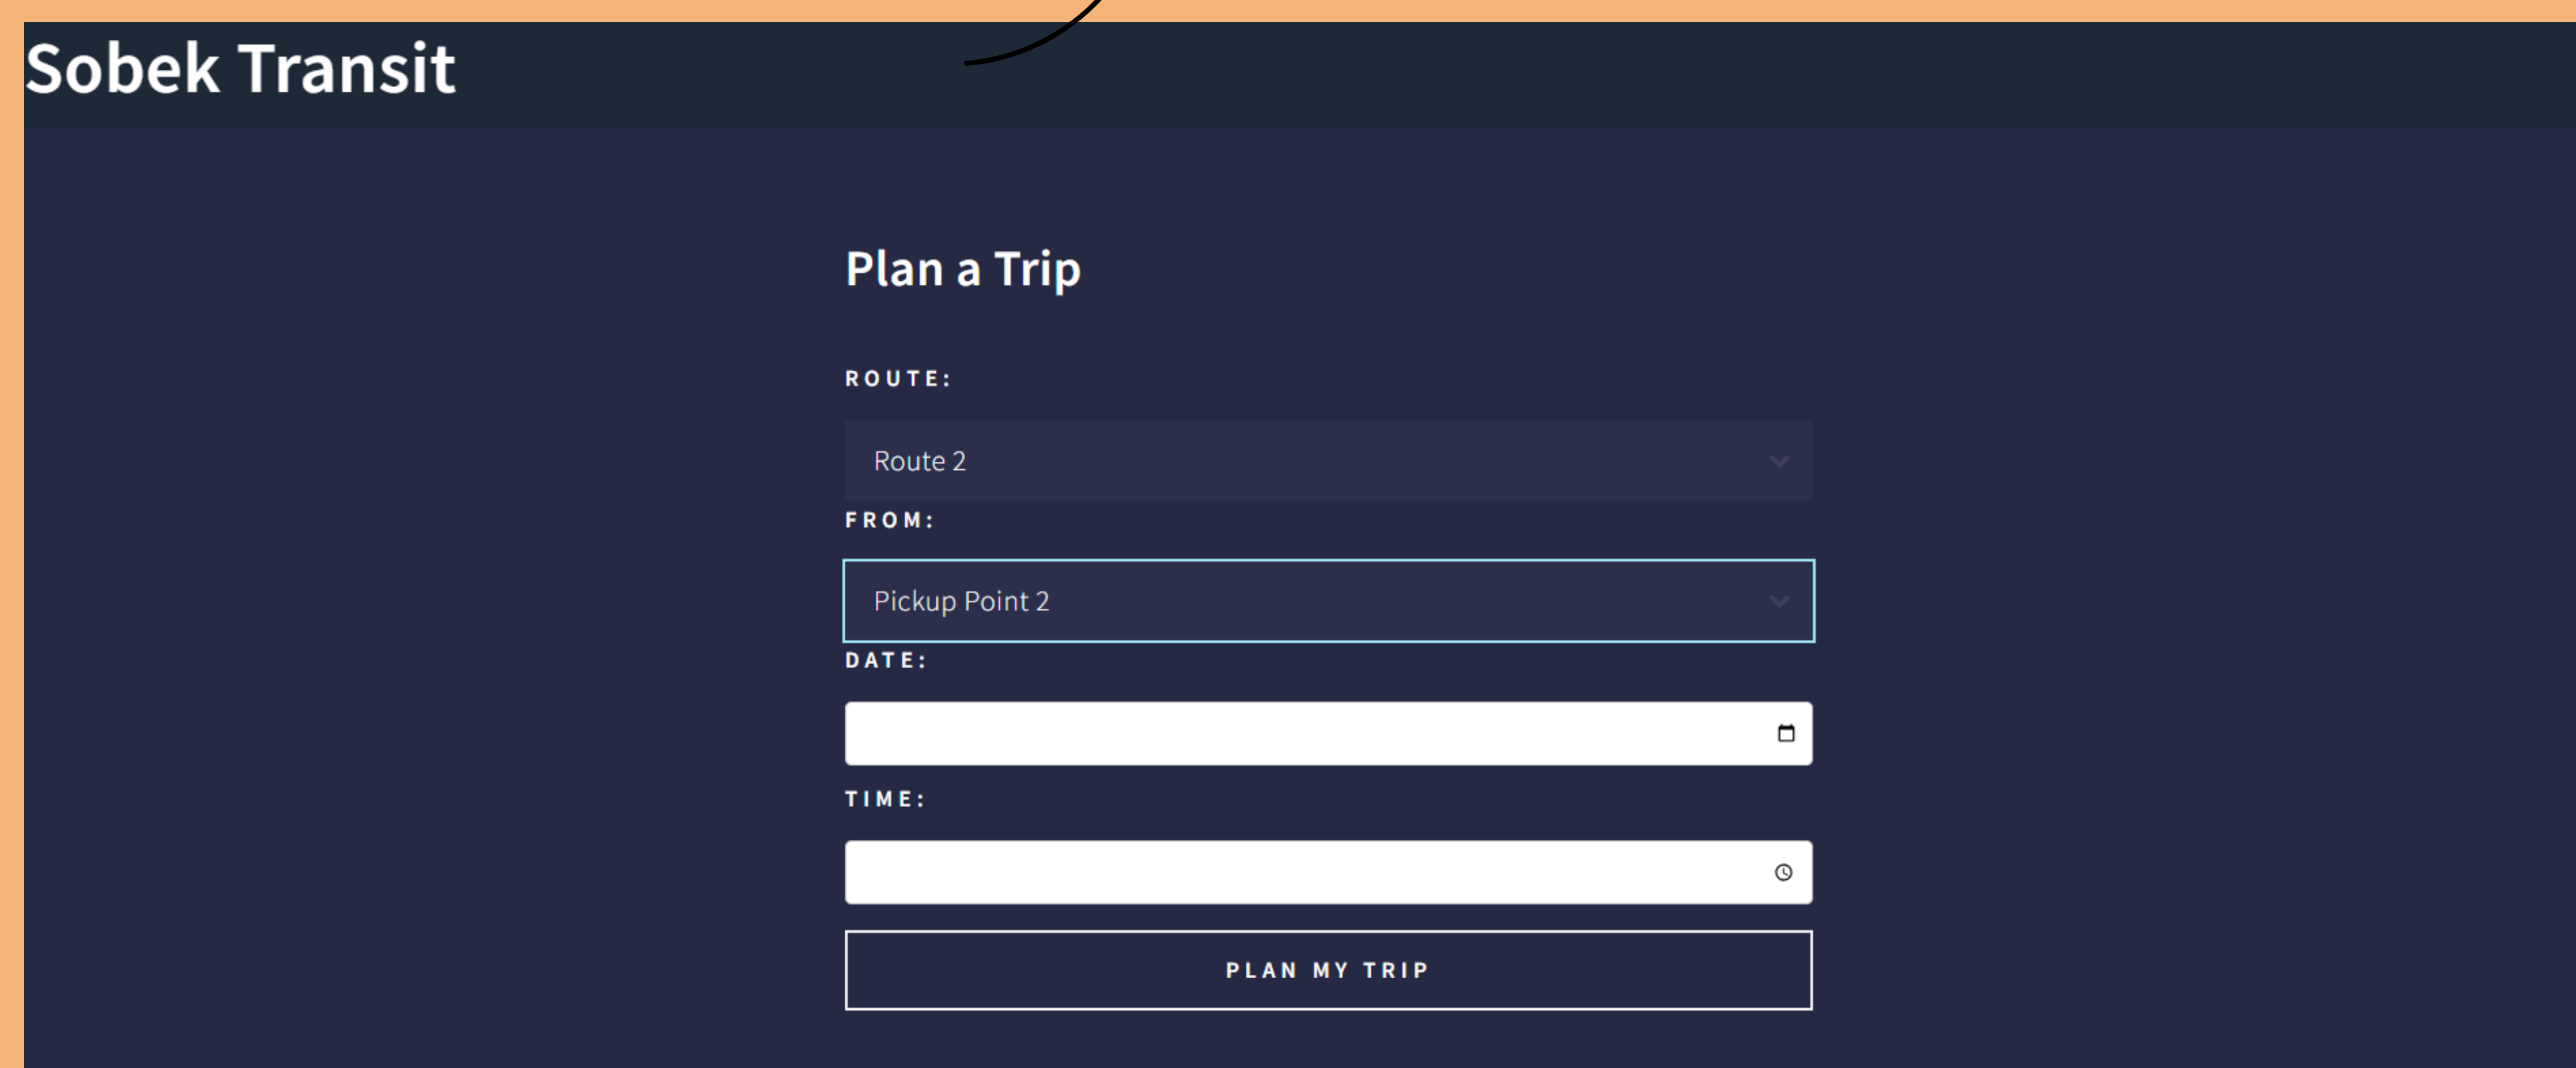 Sobek Transit
Plan a Trip
ROUTE:
Route 2
FROM:
Pickup Point 2
DATE:
TIME:
PLAN MY TRIP